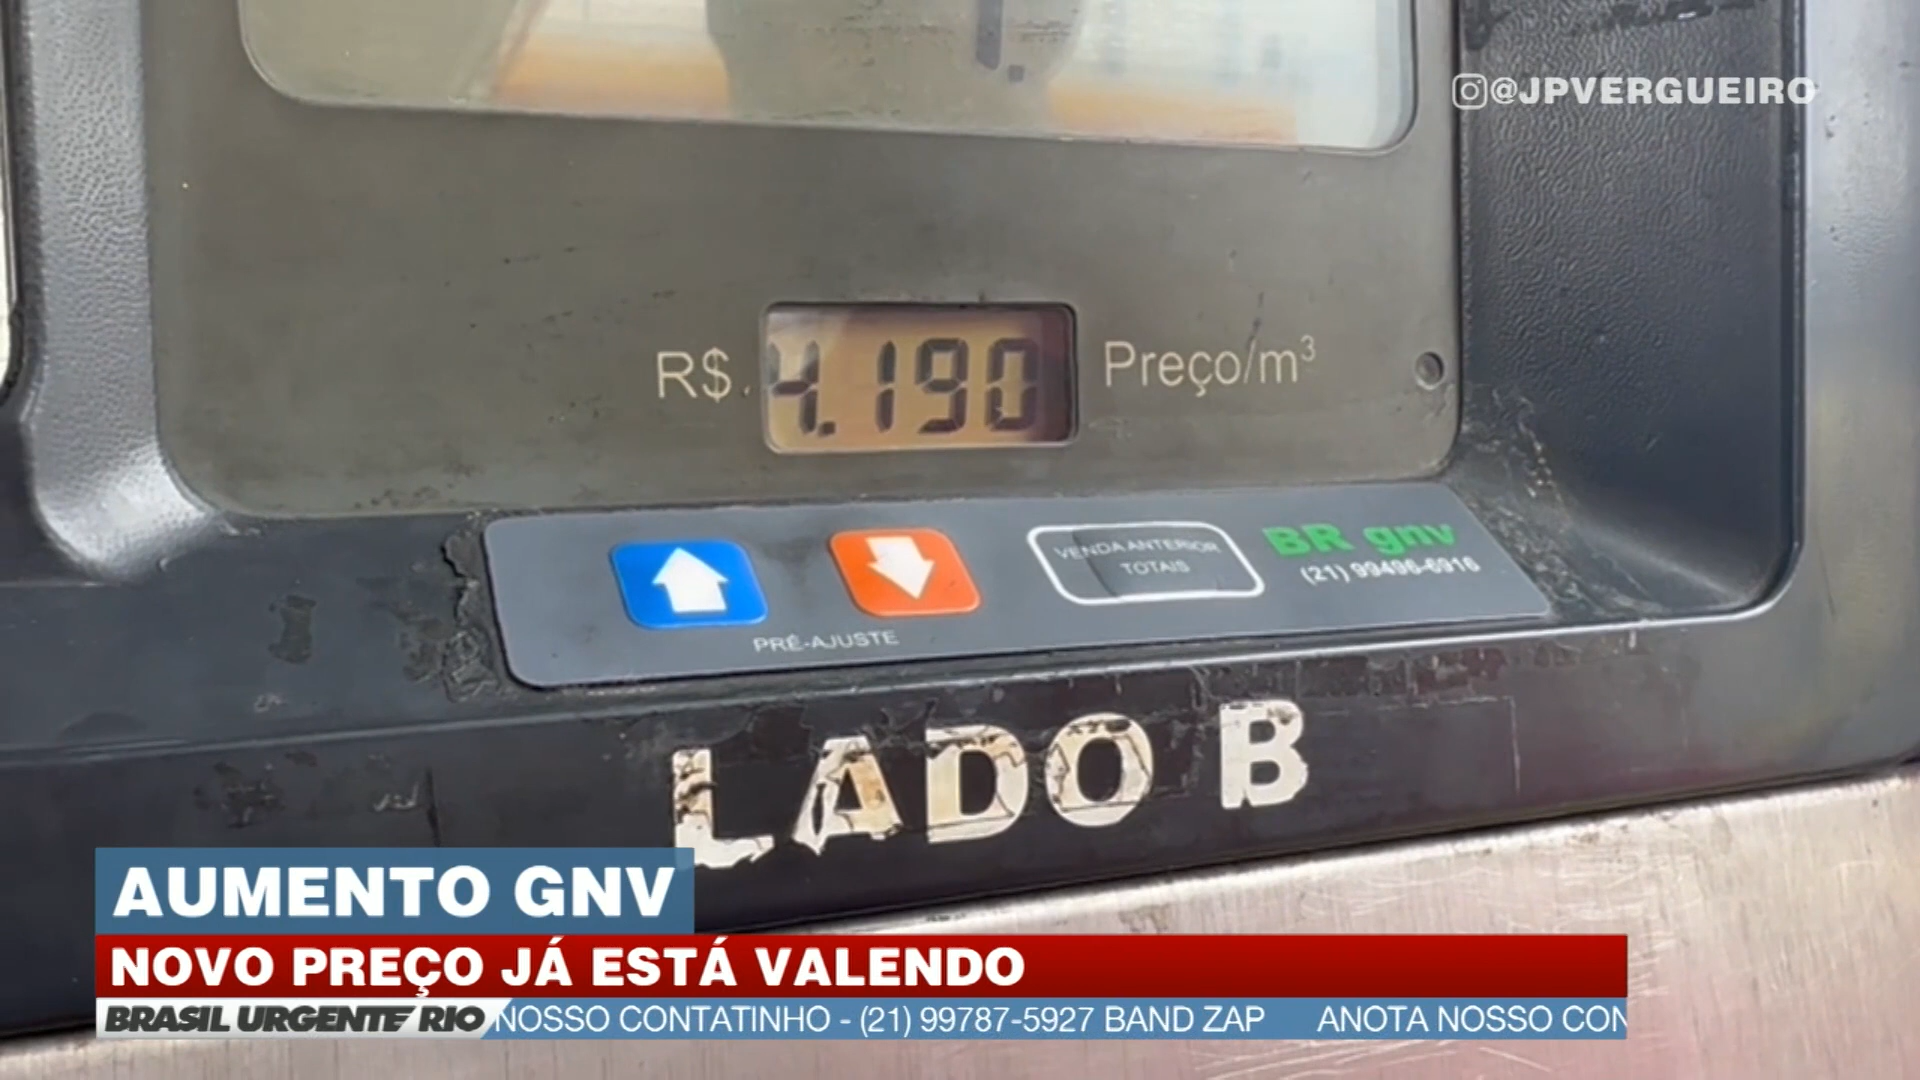 @JPVERGUEIRO
R$ 4.190 Preço/m³
VENDA ANTERIOR
TOTAIS
BR gnv
(21) 99496-6916
PRÉ-AJUSTE
LADO B
AUMENTO GNV
NOVO PREÇO JÁ ESTÁ VALENDO
BRASIL URGENTE RIO NOSSO CONTATINHO - (21) 99787-5927 BAND ZAP ANOTA NOSSO CON